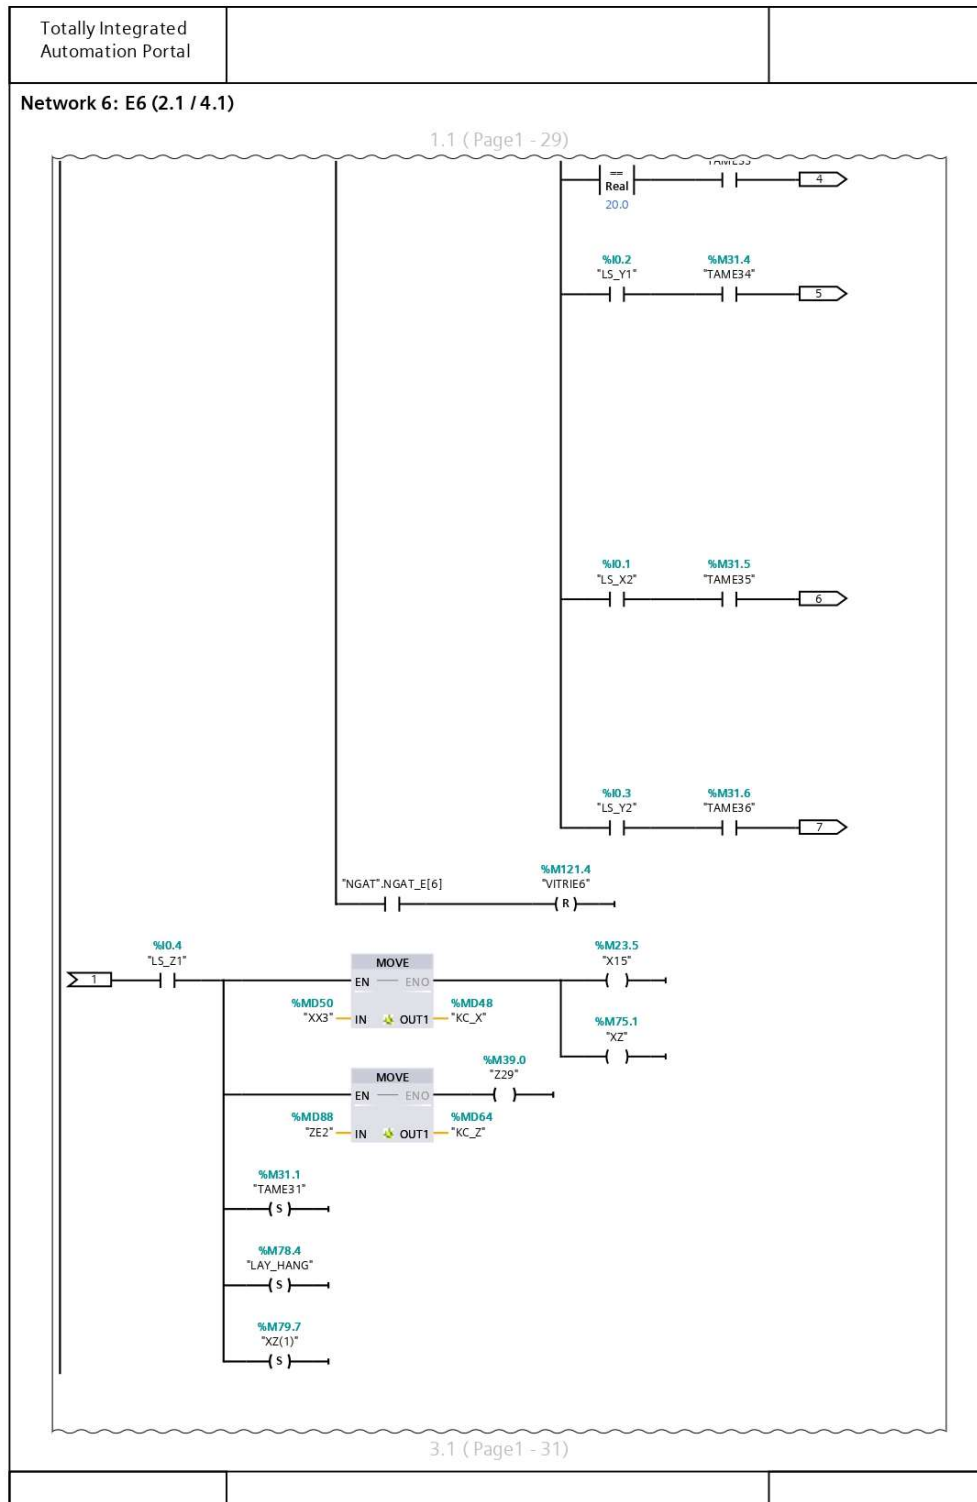 Totally Integrated
Automation Portal
Network 6: E6 (2.1 / 4.1)
1.1 ( Page1 - 29)
==
Real
20.0
4
%I0.2
"LS_Y1"
%M31.4
"TAME34"
5
%I0.1
"LS_X2"
%M31.5
"TAME35"
6
%I0.3
"LS_Y2"
%M31.6
"TAME36"
7
"NGAT".NGAT_E[6]
%M121.4
"VITRIE6"
R
1
%I0.4
"LS_Z1"
MOVE
EN
ENO
%MD50
"XX3"
IN
OUT1
%MD48
"KC_X"
%M23.5
"X15"
%M75.1
"XZ"
MOVE
EN
ENO
%MD88
"ZE2"
IN
OUT1
%MD64
"KC_Z"
%M39.0
"Z29"
%M31.1
"TAME31"
S
%M78.4
"LAY_HANG"
S
%M79.7
"XZ(1)"
S
3.1 ( Page1 - 31)